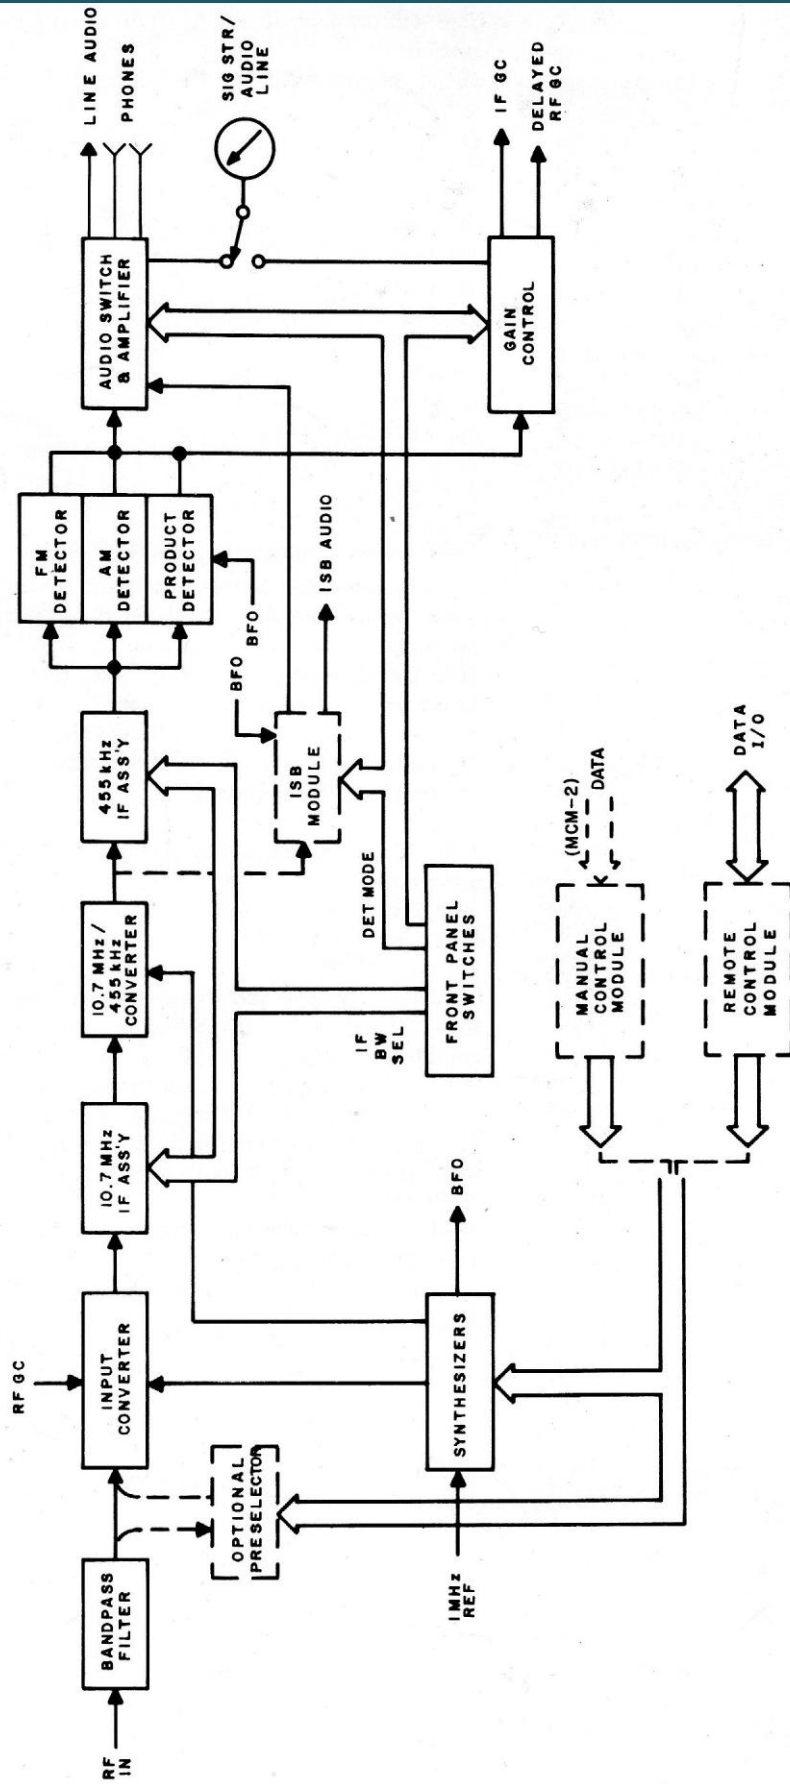 RF
IN
BANDPASS
FILTER
OPTIONAL
PRESELECTOR
RF GC
INPUT
CONVERTER
1 MHz
REF
SYNTHESIZERS
BFO
10.7 MHz
IF ASS'Y
10.7 MHz/
455 kHz
CONVERTER
455 kHz
IF ASS'Y
IF
BW
SEL
DET MODE
FRONT PANEL
SWITCHES
ISB
MODULE
BFO
BFO
ISB AUDIO
FM
DETECTOR
AM
DETECTOR
PRODUCT
DETECTOR
AUDIO SWITCH
& AMPLIFIER
LINE AUDIO
PHONES
SIG STR/
AUDIO
LINE
GAIN
CONTROL
IF GC
DELAYED
RF GC
MANUAL
CONTROL
MODULE
(MCM-2)
DATA
REMOTE
CONTROL
MODULE
DATA
I/O